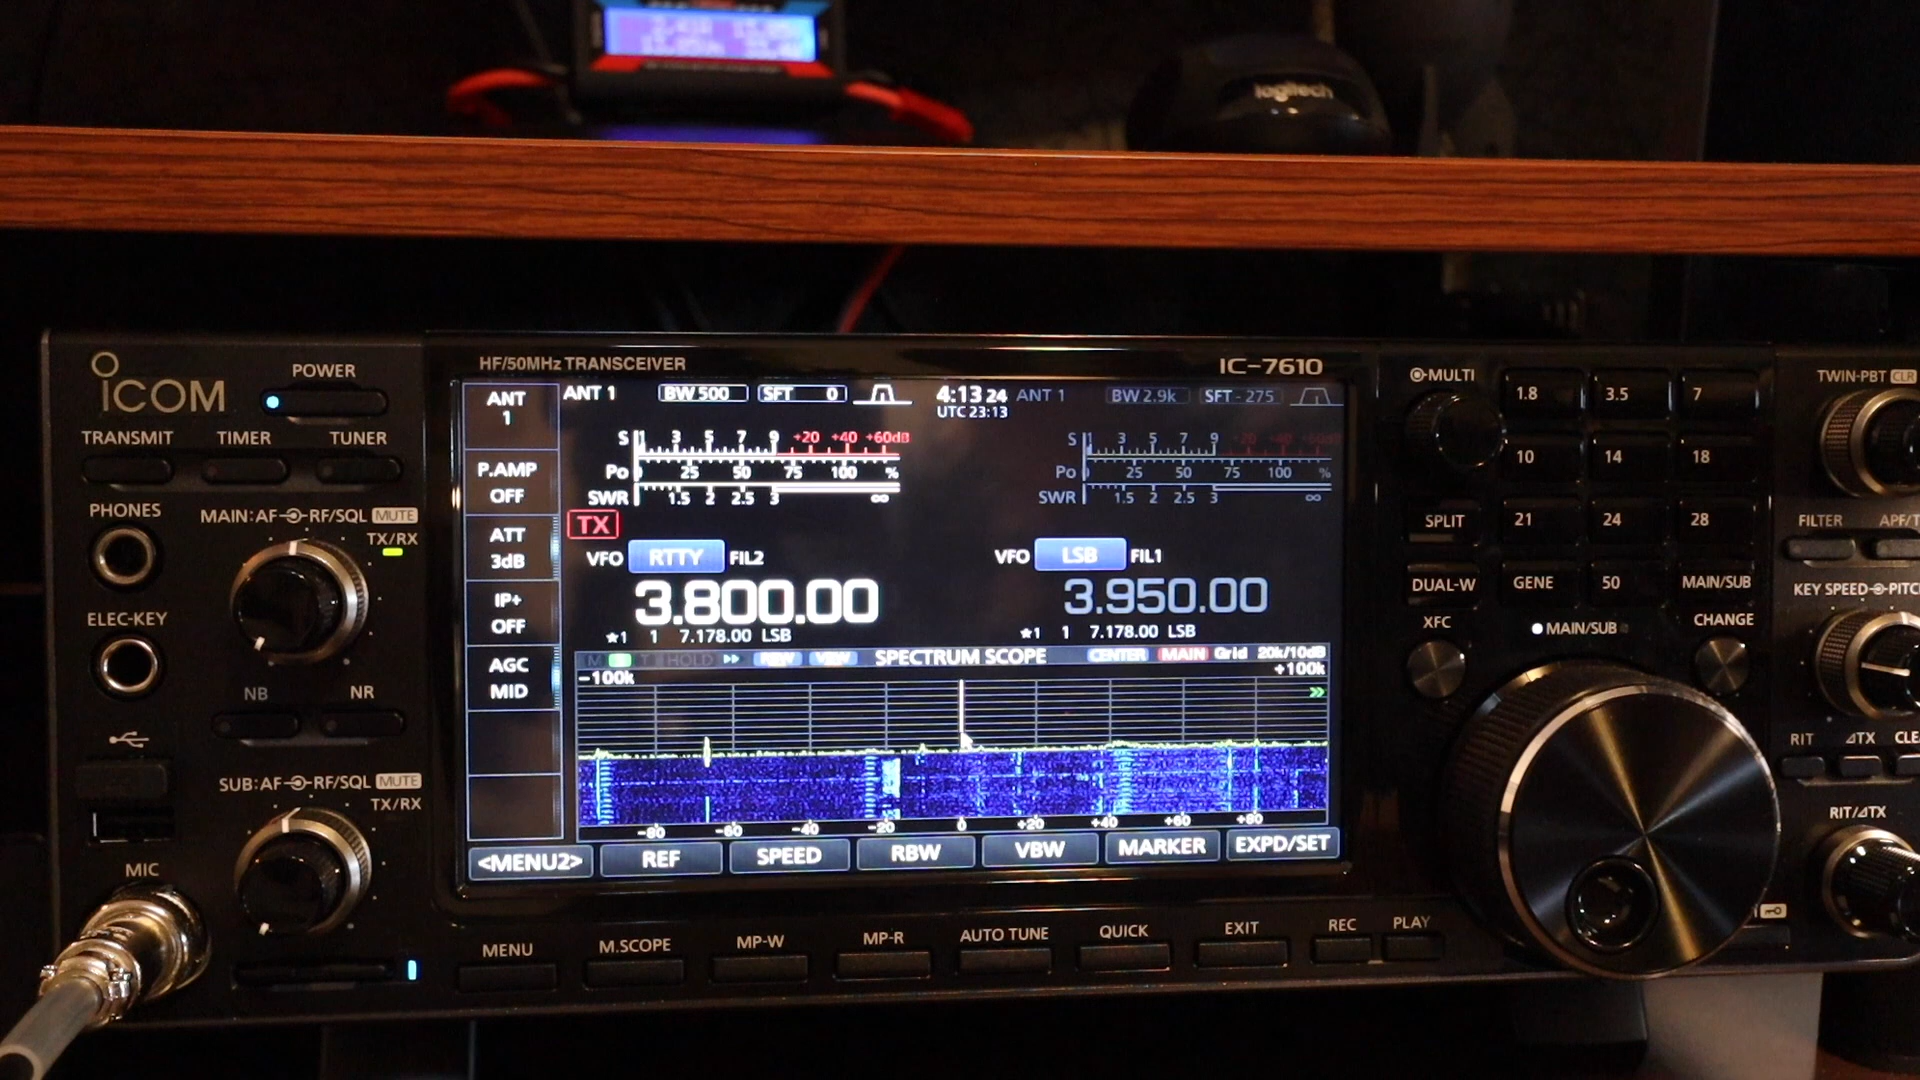 logitech
ICOM
POWER
TRANSMIT TIMER TUNER
PHONES
MAIN:AF RF/SQL MUTE
TX/RX
ELEC-KEY
NB NR
SUB:AF RF/SQL MUTE
TX/RX
MIC
HF/50MHz TRANSCEIVER
IC-7610
ANT
1
P.AMP
OFF
ATT
3dB
IP+
OFF
AGC
MID
ANT 1 BW 500 SFT 0
4:13 24
UTC 23:13
ANT 1 BW 2.9k SFT -275
S 1 3 5 7 9 +20 +40 +60dB
Po 0 25 50 75 100 %
SWR 1 1.5 2 2.5 3 ∞
S 1 3 5 7 9 +20 +40 +60dB
Po 0 25 50 75 100 %
SWR 1 1.5 2 2.5 3 ∞
TX
VFO RTTY FIL2
3.800.00
★1 1 7.178.00 LSB
VFO LSB FIL1
3.950.00
★1 1 7.178.00 LSB
HOLD SPECTRUM SCOPE CENTER MAIN Grid 20k/10dB
-100k +100k
-80 -60 -40 -20 0 +20 +40 +60 +80
<MENU2> REF SPEED RBW VBW MARKER EXPD/SET
MENU M.SCOPE MP-W MP-R AUTO TUNE QUICK EXIT REC PLAY
MULTI
1.8 3.5 7
10 14 18
SPLIT 21 24 28
DUAL-W GENE 50 MAIN/SUB
XFC MAIN/SUB CHANGE
TWIN-PBT CLR
FILTER APF/T
KEY SPEED PITCH
RIT ⊿TX CLE
RIT/⊿TX